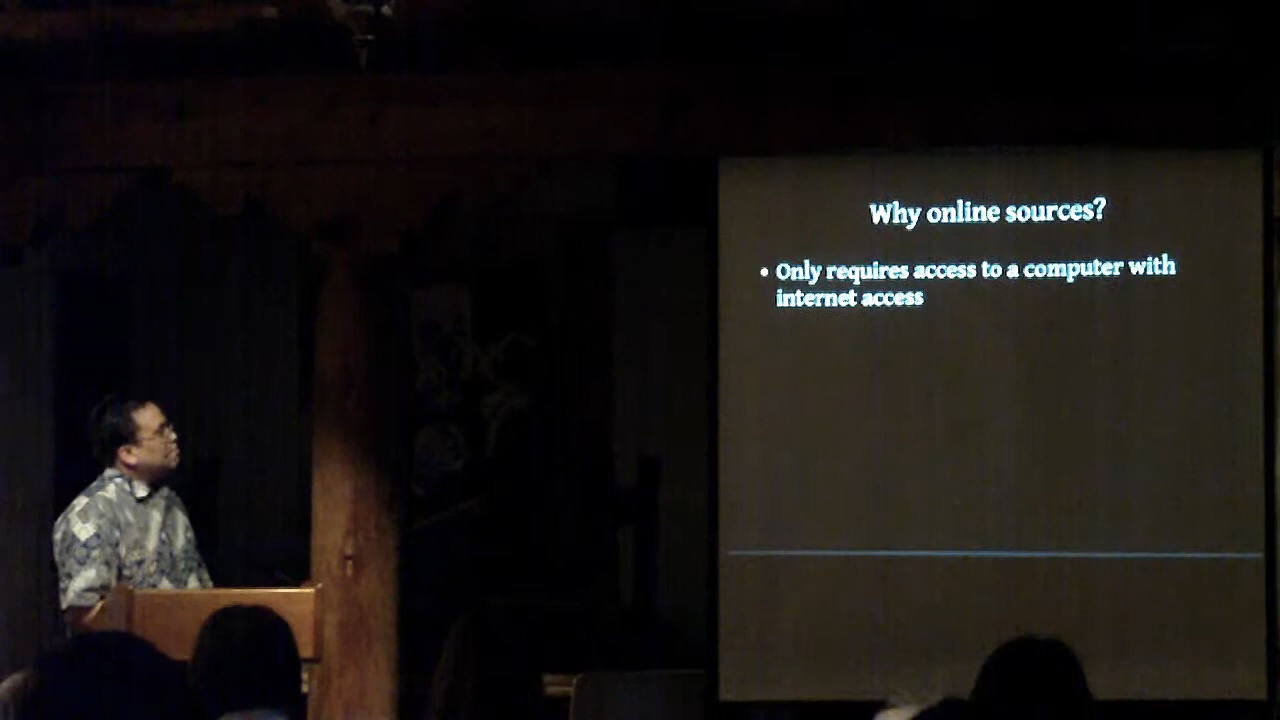 Why online sources?
• Only requires access to a computer with
internet access